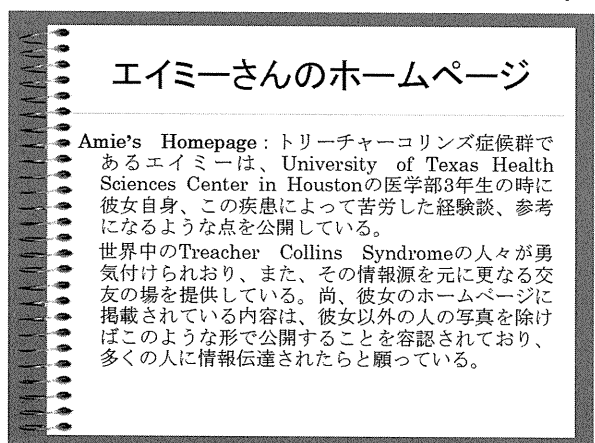 エイミーさんのホームページ
Amie's Homepage：トリーチャーコリンズ症候群で
あるエイミーは、University of Texas Health
Sciences Center in Houstonの医学部3年生の時に
彼女自身、この疾患によって苦労した経験談、参考
になるような点を公開している。
世界中のTreacher Collins Syndromeの人々が勇
気付けられおり、また、その情報源を元に更なる交
友の場を提供している。尚、彼女のホームページに
掲載されている内容は、彼女以外の人の写真を除け
ばこのような形で公開することを容認されており、
多くの人に情報伝達されたらと願っている。